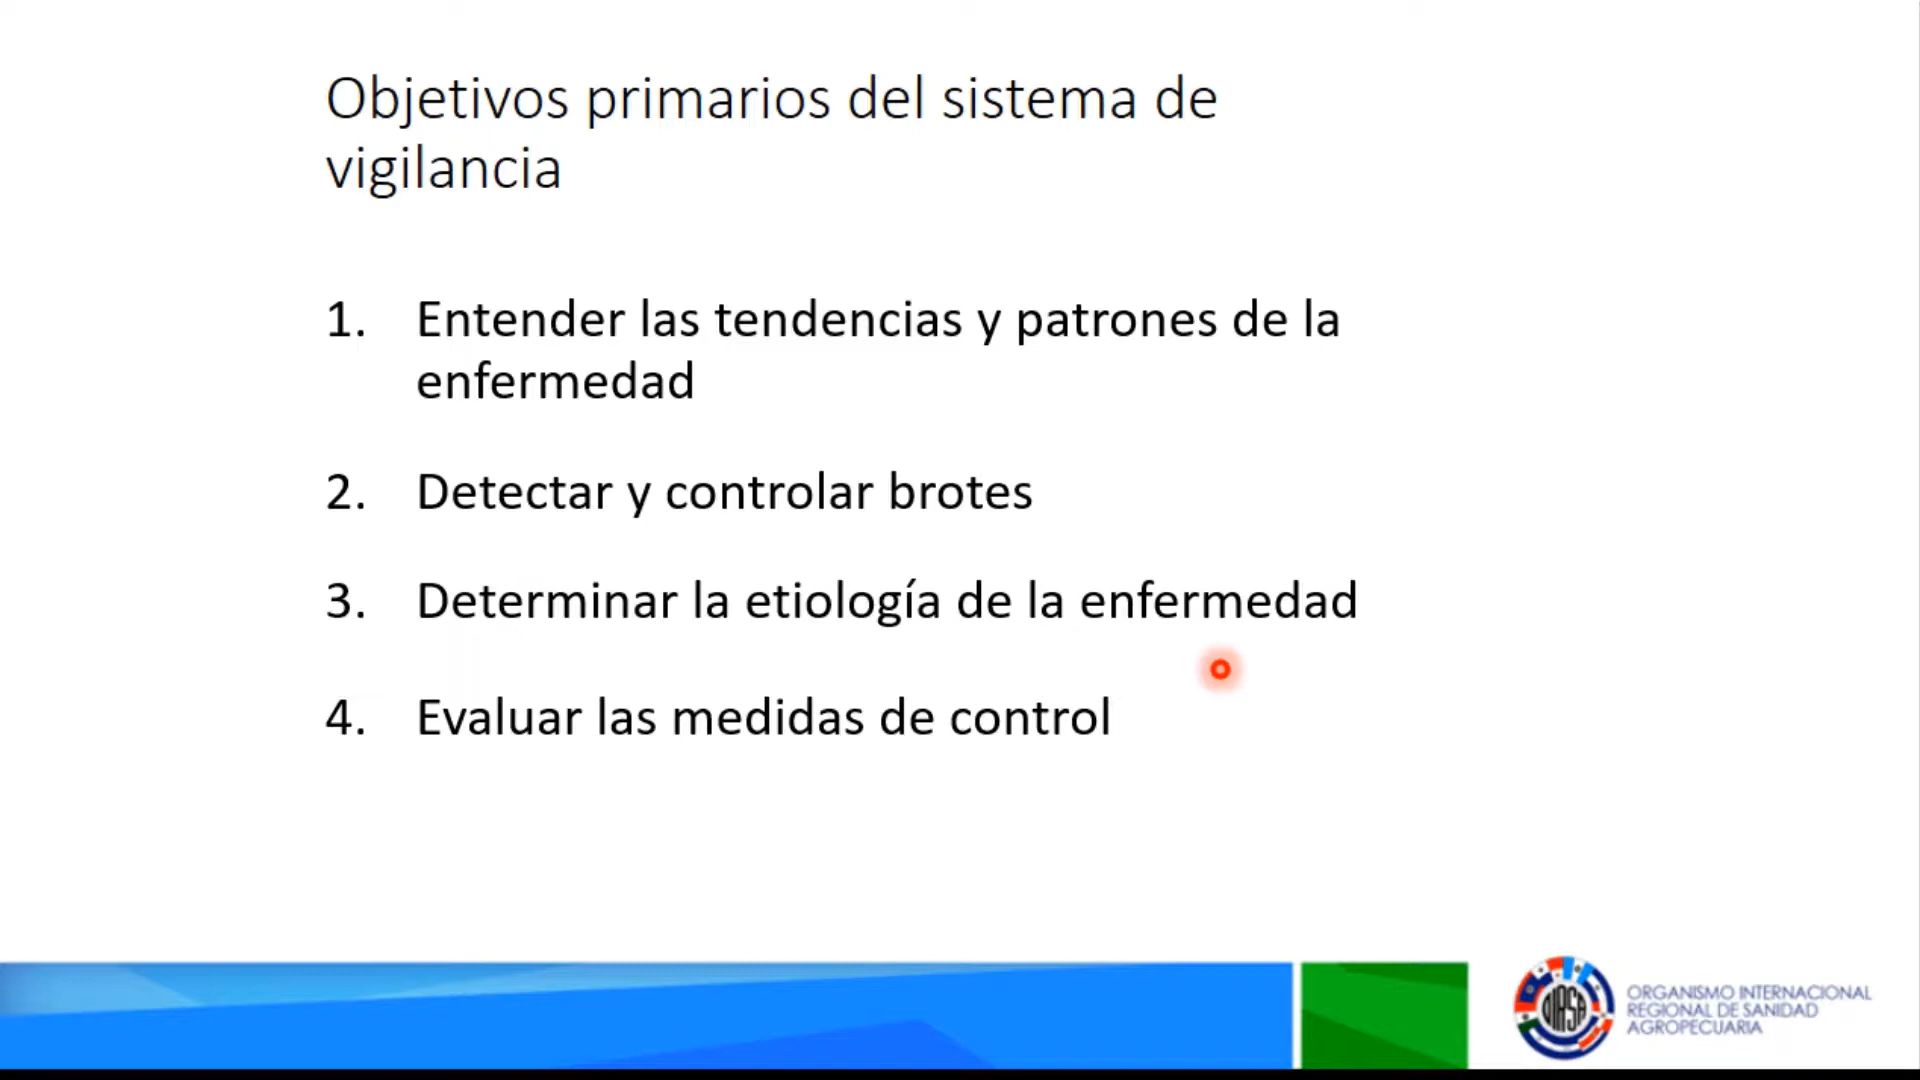 Objetivos primarios del sistema de
vigilancia
1. Entender las tendencias y patrones de la
enfermedad
2. Detectar y controlar brotes
3. Determinar la etiología de la enfermedad
4. Evaluar las medidas de control
OIRSA
ORGANISMO INTERNACIONAL
REGIONAL DE SANIDAD
AGROPECUARIA